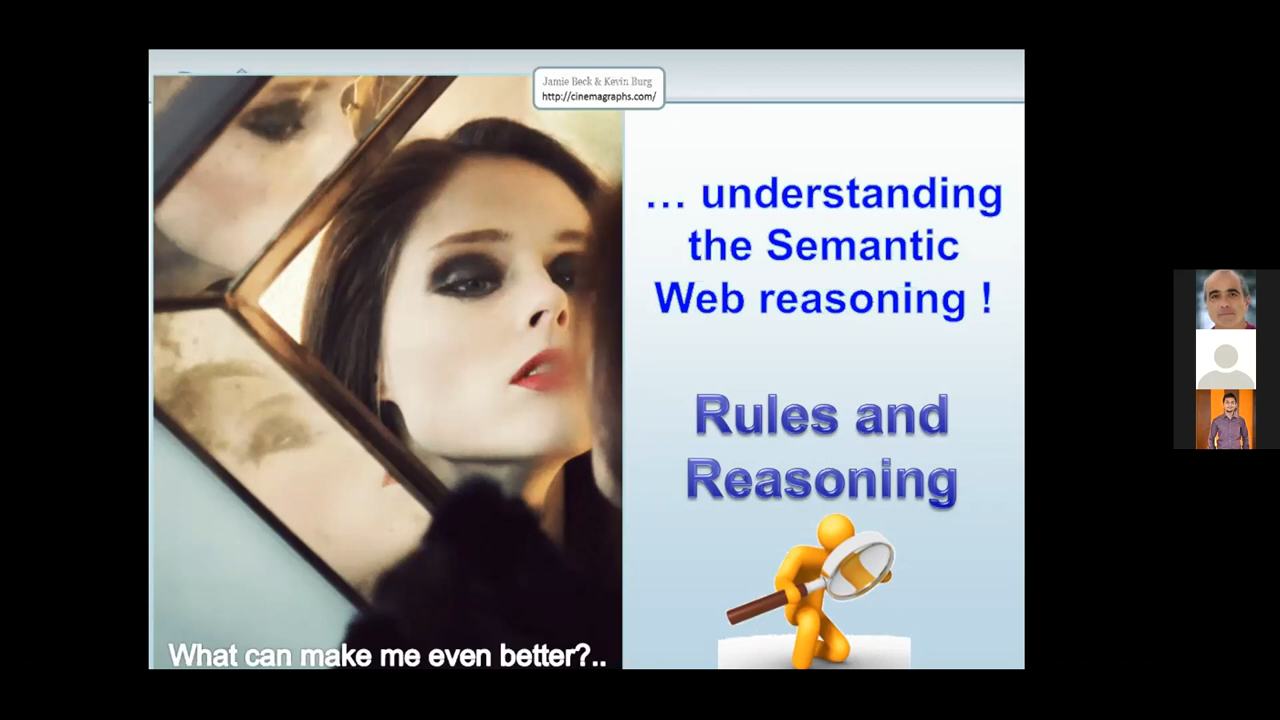 Jamie Beck & Kevin Burg
http://cinemagraphs.com/
… understanding
the Semantic
Web reasoning !
Rules and
Reasoning
What can make me even better?..